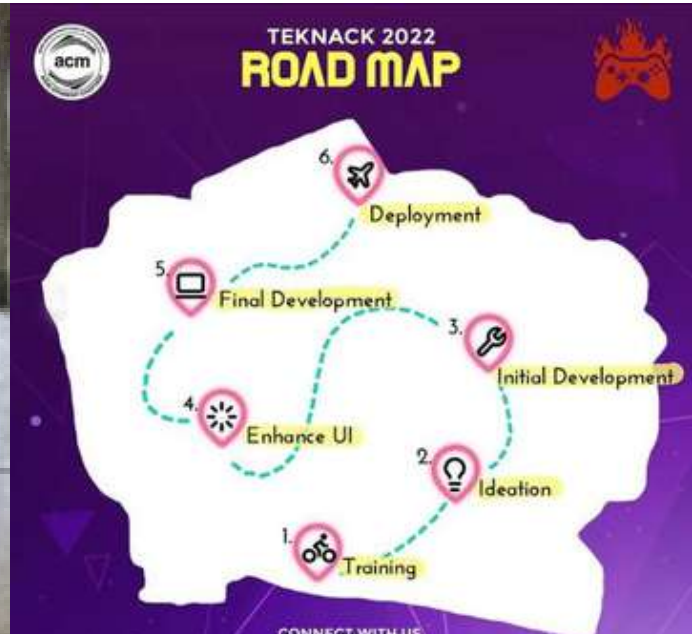 acm
TEKNACK 2022
ROAD MAP
6.
Deployment
5.
Final Development
3.
Initial Development
4.
Enhance UI
2.
Ideation
1.
Training
CONNECT WITH US